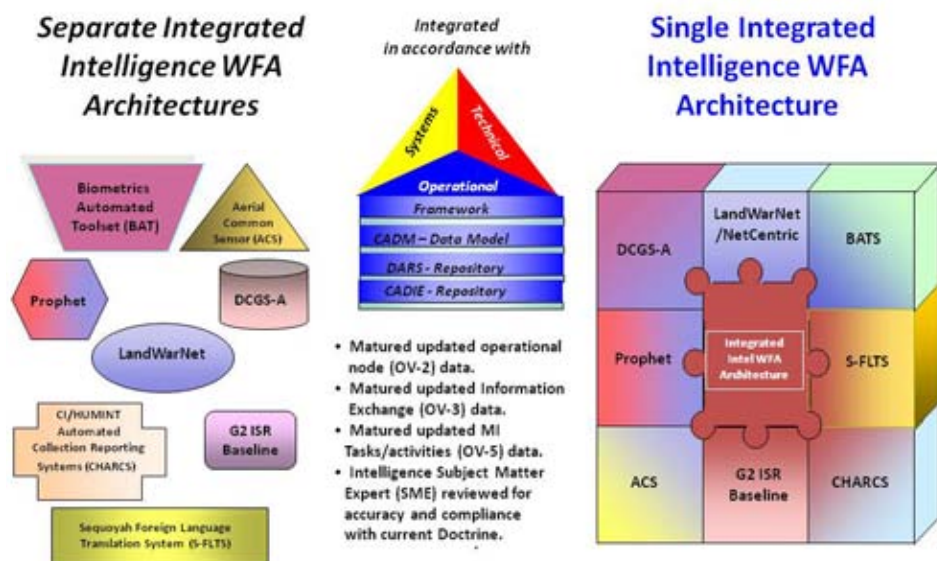 Separate Integrated
Intelligence WFA
Architectures
Biometrics
Automated
Toolset (BAT)
Aerial
Common
Sensor (ACS)
Prophet
DCGS-A
LandWarNet
CI/HUMINT
Automated
Collection Reporting
Systems (CHARCS)
G2 ISR
Baseline
Sequoyah Foreign Language
Translation System (S-FLTS)
Integrated
in accordance with
Systems
Technical
Operational
Framework
CADM – Data Model
DARS - Repository
CADIE - Repository
• Matured updated operational
node (OV-2) data.
• Matured updated Information
Exchange (OV-3) data.
• Matured updated MI
Tasks/activities (OV-5) data.
• Intelligence Subject Matter
Expert (SME) reviewed for
accuracy and compliance
with current Doctrine.
Single Integrated
Intelligence WFA
Architecture
DCGS-A
LandWarNet
/NetCentric
BATS
Prophet
Integrated
Intel WFA
Architecture
S-FLTS
ACS
G2 ISR
Baseline
CHARCS